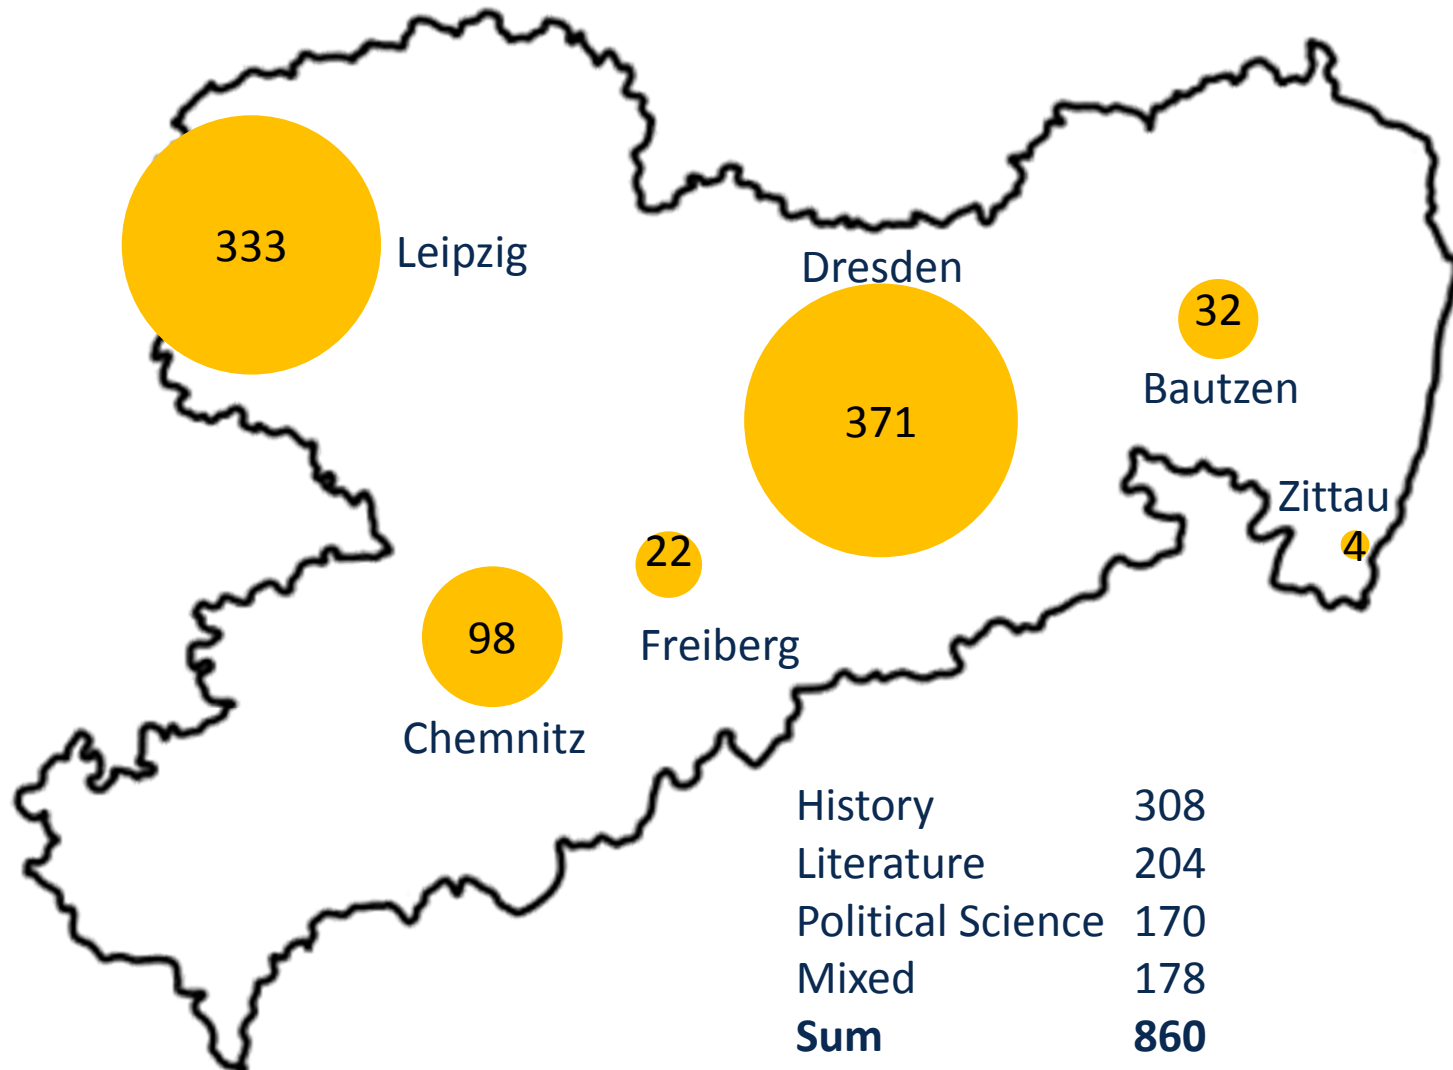 333
Leipzig
Dresden
371
32
Bautzen
Zittau
4
22
Freiberg
98
Chemnitz
History 308
Literature 204
Political Science 170
Mixed 178
Sum 860